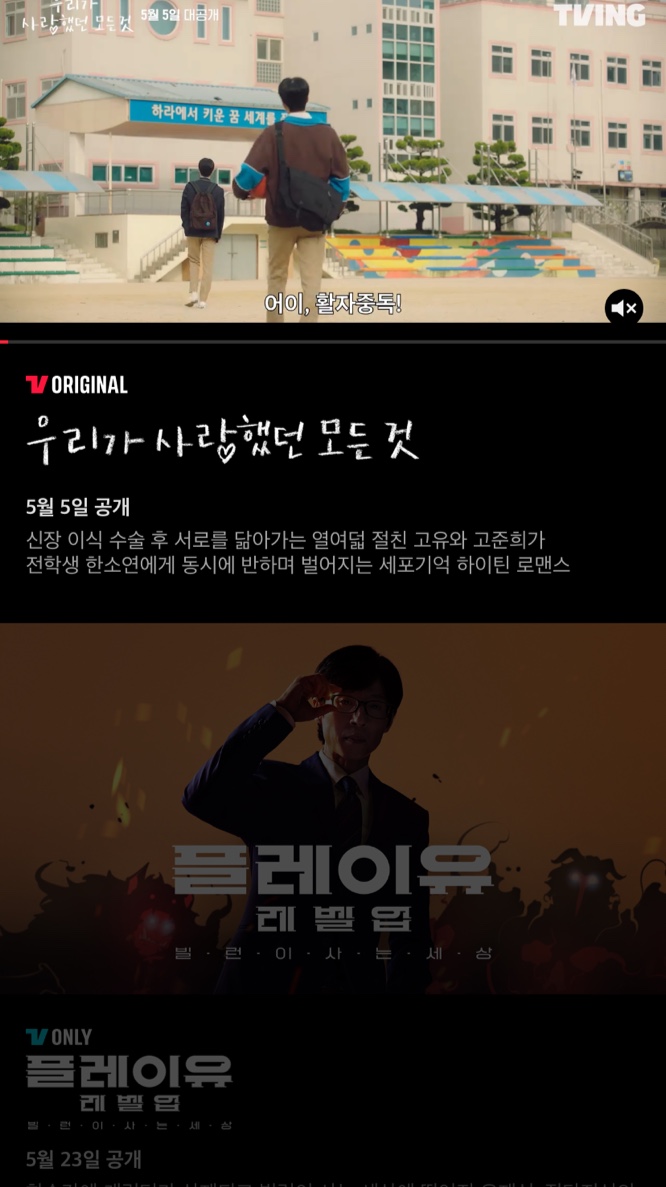 우리가
사랑했던 모든 것
5월 5일 대공개
TVING
하라에서 키운 꿈 세계를
어이, 활자중독!
ORIGINAL
우리가 사랑했던 모든 것
5월 5일 공개
신장 이식 수술 후 서로를 닮아가는 열여덟 절친 고유와 고준희가
전학생 한소연에게 동시에 반하며 벌어지는 세포기억 하이틴 로맨스
플레이유
레벨업
빌·런·이·사·는·세·상
ONLY
플레이유
레벨업
빌·런·이·사·는·세·상
5월 23일 공개